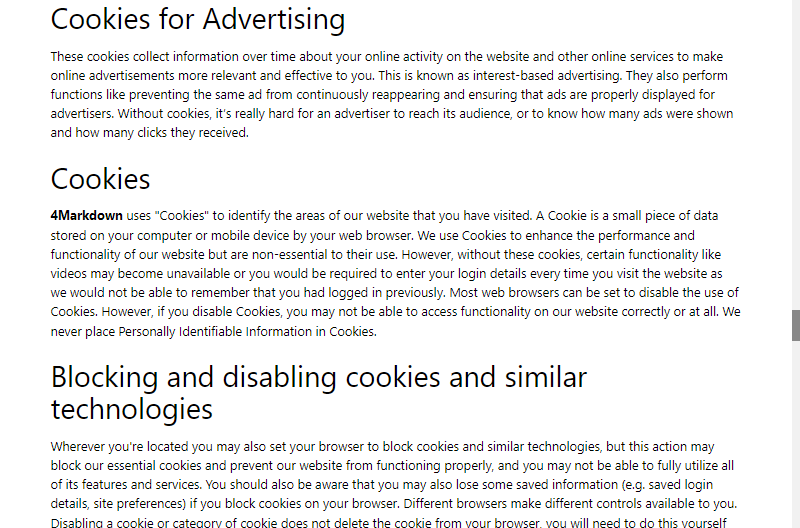 Cookies for Advertising
These cookies collect information over time about your online activity on the website and other online services to make
online advertisements more relevant and effective to you. This is known as interest-based advertising. They also perform
functions like preventing the same ad from continuously reappearing and ensuring that ads are properly displayed for
advertisers. Without cookies, it's really hard for an advertiser to reach its audience, or to know how many ads were shown
and how many clicks they received.
Cookies
4Markdown uses "Cookies" to identify the areas of our website that you have visited. A Cookie is a small piece of data
stored on your computer or mobile device by your web browser. We use Cookies to enhance the performance and
functionality of our website but are non-essential to their use. However, without these cookies, certain functionality like
videos may become unavailable or you would be required to enter your login details every time you visit the website as
we would not be able to remember that you had logged in previously. Most web browsers can be set to disable the use of
Cookies. However, if you disable Cookies, you may not be able to access functionality on our website correctly or at all. We
never place Personally Identifiable Information in Cookies.
Blocking and disabling cookies and similar
technologies
Wherever you're located you may also set your browser to block cookies and similar technologies, but this action may
block our essential cookies and prevent our website from functioning properly, and you may not be able to fully utilize all
of its features and services. You should also be aware that you may also lose some saved information (e.g. saved login
details, site preferences) if you block cookies on your browser. Different browsers make different controls available to you.
Disabling a cookie or category of cookie does not delete the cookie from your browser, you will need to do this yourself